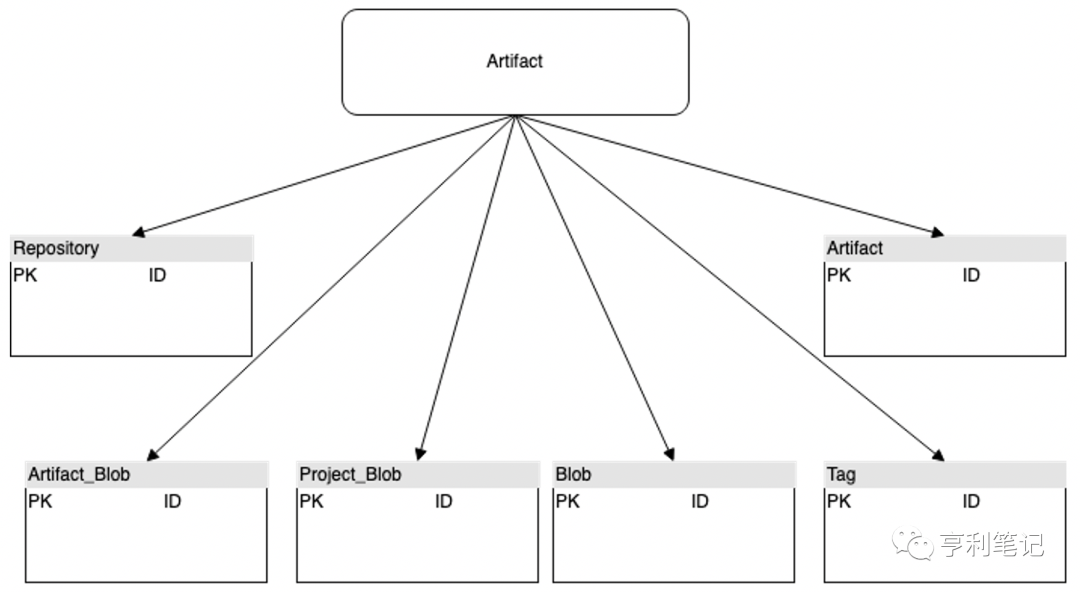 Artifact
Repository
PK ID
Artifact
PK ID
Artifact_Blob
PK ID
Project_Blob
PK ID
Blob
PK ID
Tag
PK ID
亨利笔记